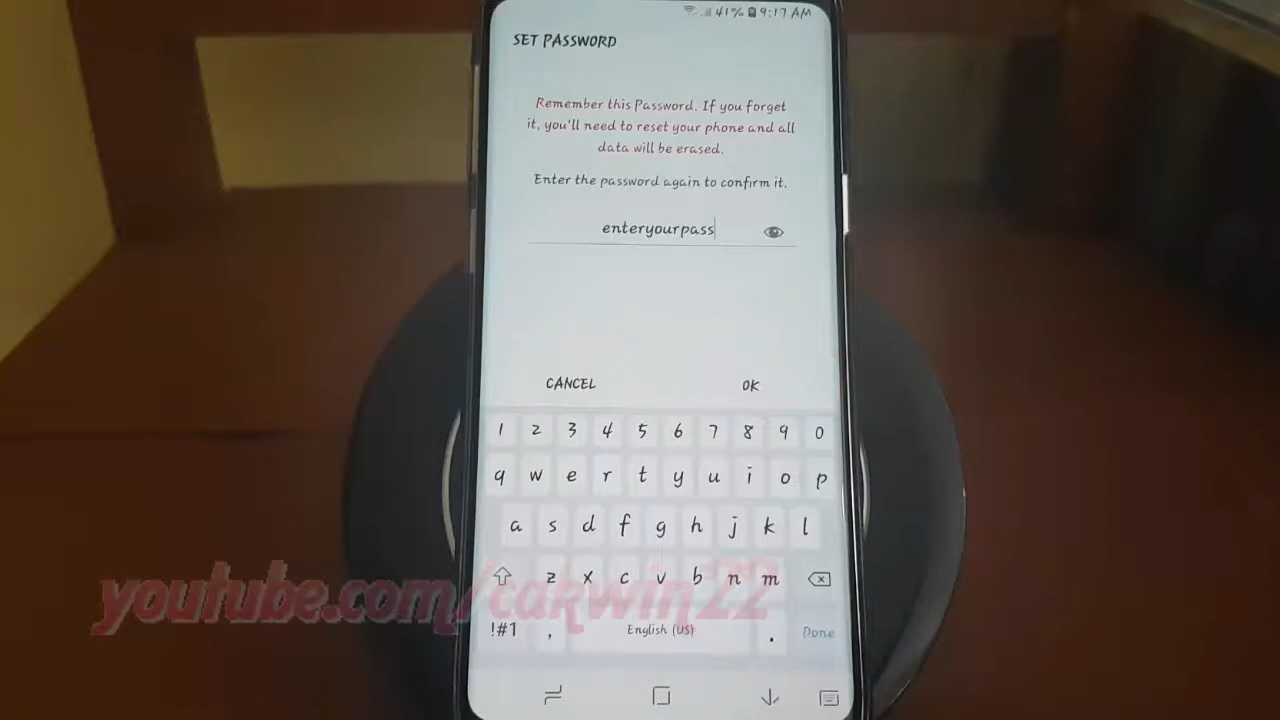 41% 9:17 AM
SET PASSWORD
Remember this Password. If you forget
it, you'll need to reset your phone and all
data will be erased.
Enter the password again to confirm it.
enteryourpass
CANCEL OK
1 2 3 4 5 6 7 8 9 0
q w e r t y u i o p
a s d f g h j k l
z x c v b n m
!#1 , English (US) . Done
youtube.com/cakwin22